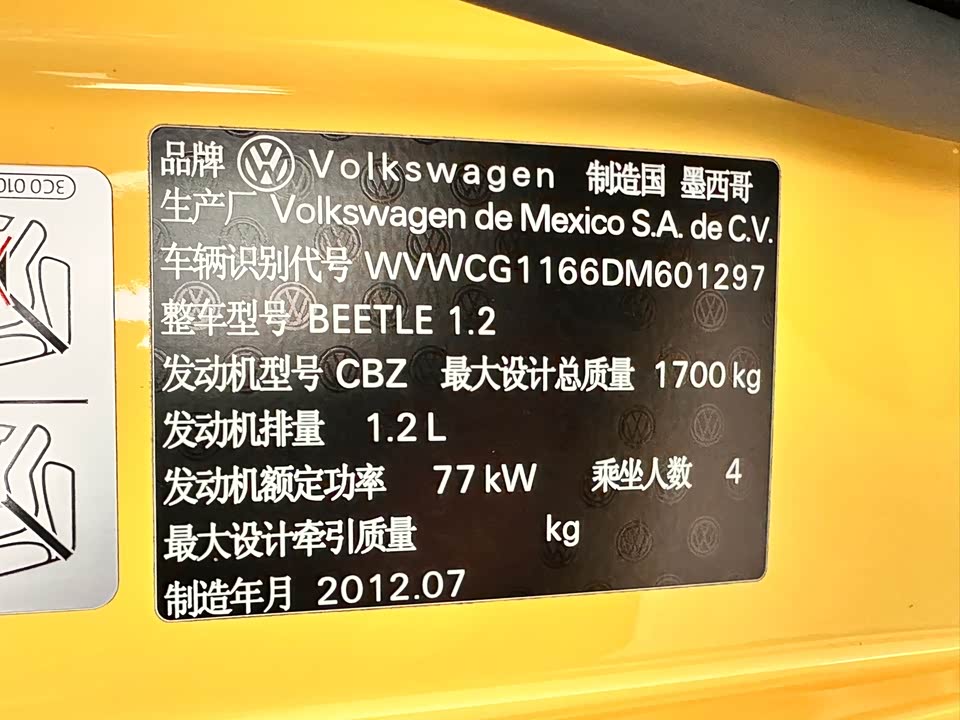 3C0 010
品牌 Volkswagen 制造国 墨西哥
生产厂 Volkswagen de Mexico S.A. de C.V.
车辆识别代号 WVWCG1166DM601297
整车型号 BEETLE 1.2
发动机型号 CBZ 最大设计总质量 1700 kg
发动机排量 1.2 L
发动机额定功率 77 kW 乘坐人数 4
最大设计牵引质量 kg
制造年月 2012.07